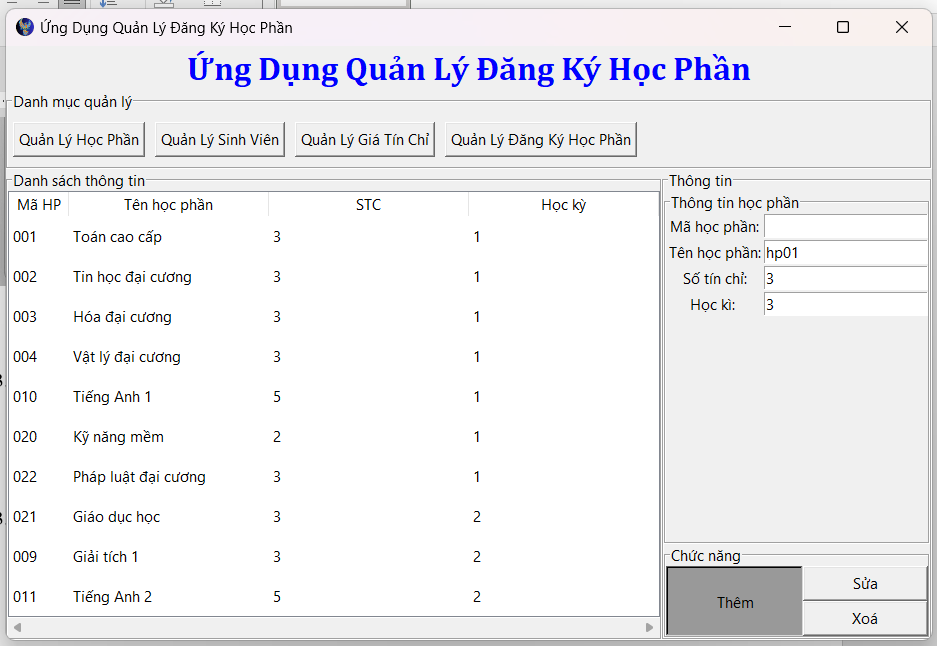 Ứng Dụng Quản Lý Đăng Ký Học Phần
Ứng Dụng Quản Lý Đăng Ký Học Phần
Danh mục quản lý
Quản Lý Học Phần Quản Lý Sinh Viên Quản Lý Giá Tín Chỉ Quản Lý Đăng Ký Học Phần
Danh sách thông tin
Mã HP Tên học phần STC Học kỳ
001 Toán cao cấp 3 1
002 Tin học đại cương 3 1
003 Hóa đại cương 3 1
004 Vật lý đại cương 3 1
010 Tiếng Anh 1 5 1
020 Kỹ năng mềm 2 1
022 Pháp luật đại cương 3 1
021 Giáo dục học 3 2
009 Giải tích 1 3 2
011 Tiếng Anh 2 5 2
Thông tin
Thông tin học phần
Mã học phần:
Tên học phần: hp01
Số tín chỉ: 3
Học kì: 3
Chức năng
Thêm
Sửa
Xoá